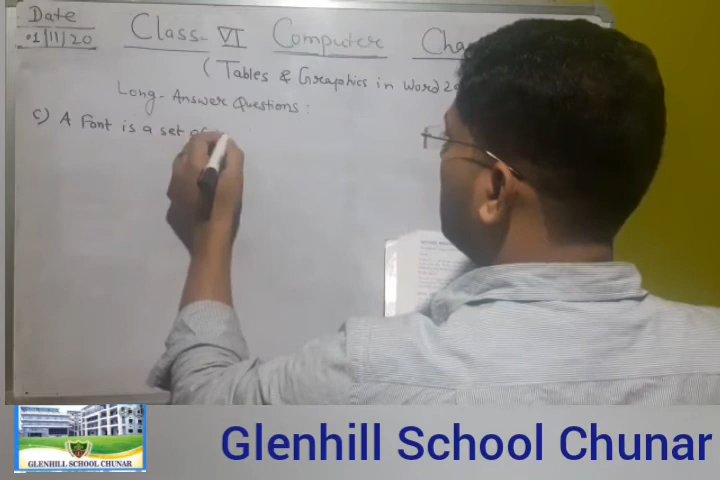 Date
01/11/20
Class- VI Computer Cha
(Tables & Graphics in Word 2
Long- Answer Questions:
c) A Font is a set of
GLENHILL SCHOOL CHUNAR
Glenhill School Chunar